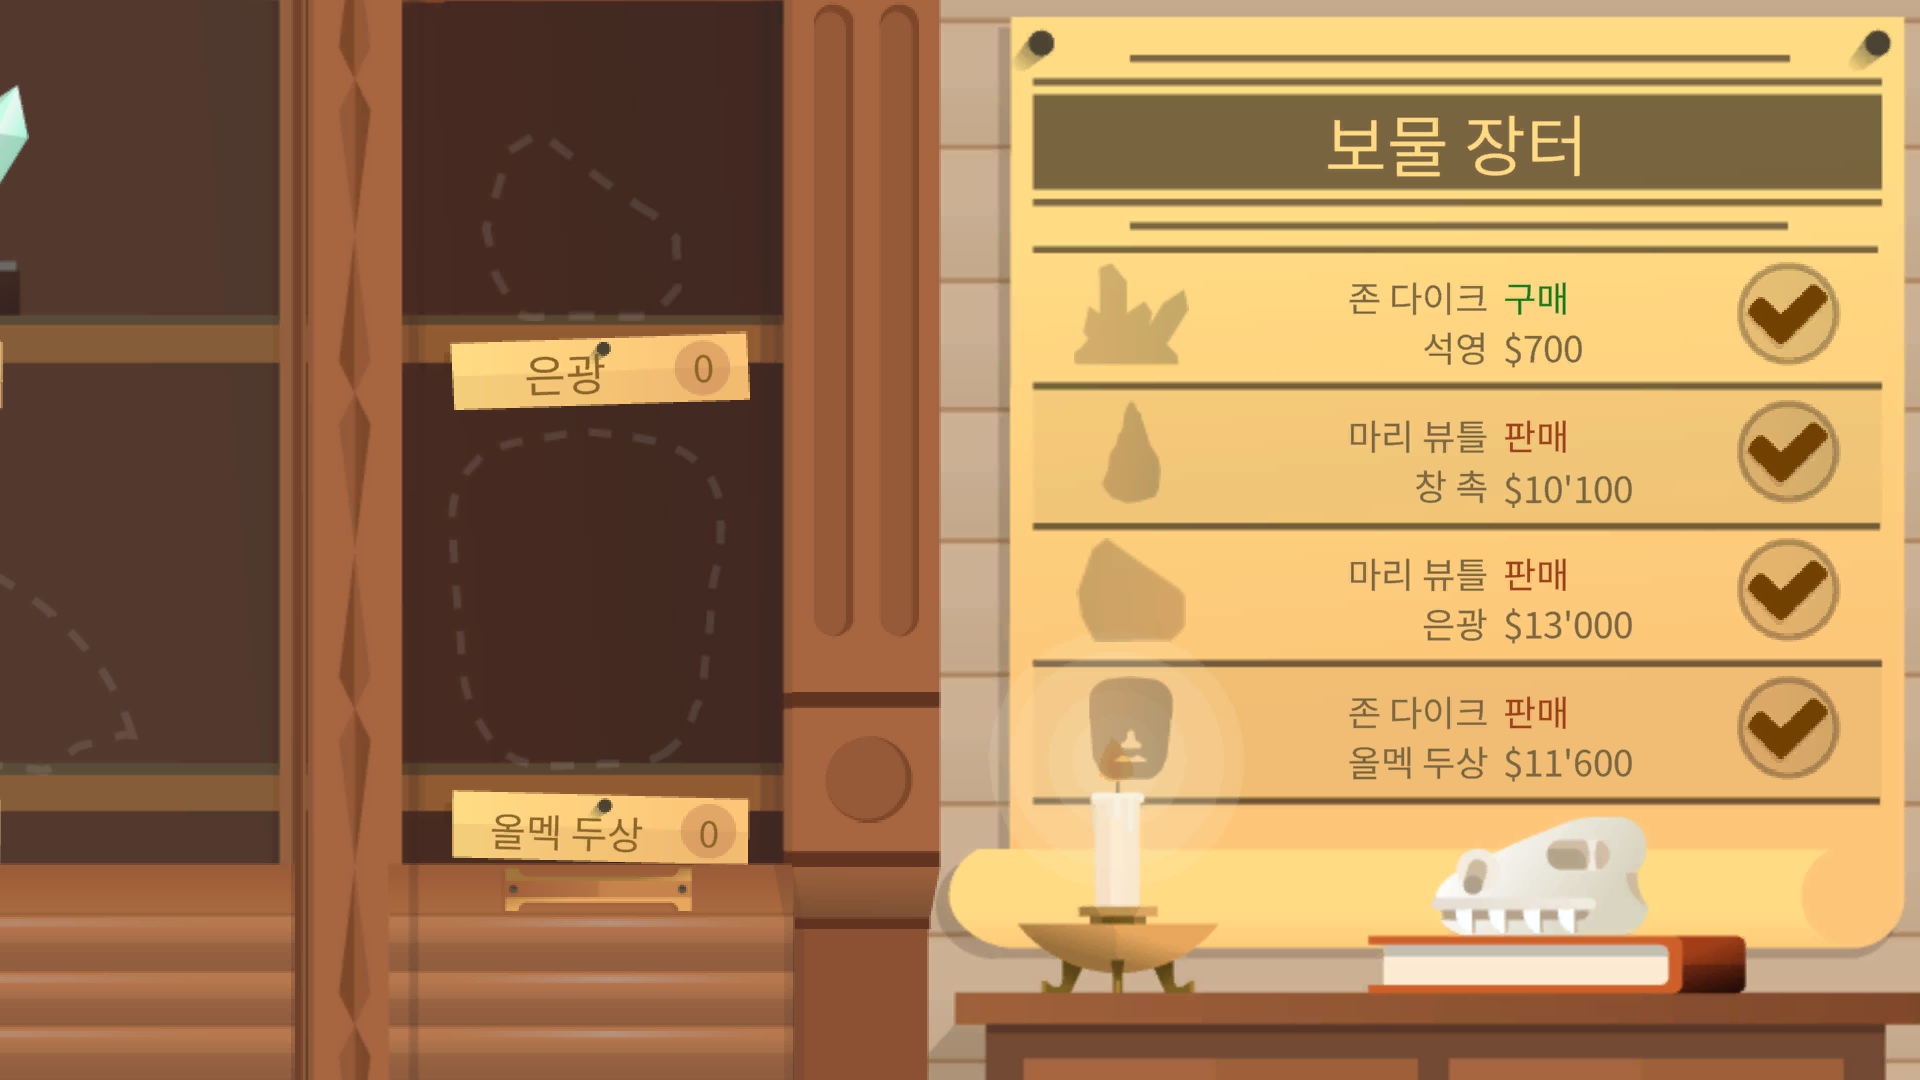 은광 0
올멕 두상 0
보물 장터
존 다이크 구매
석영 $700
마리 뷰틀 판매
창 촉 $10'100
마리 뷰틀 판매
은광 $13'000
존 다이크 판매
올멕 두상 $11'600